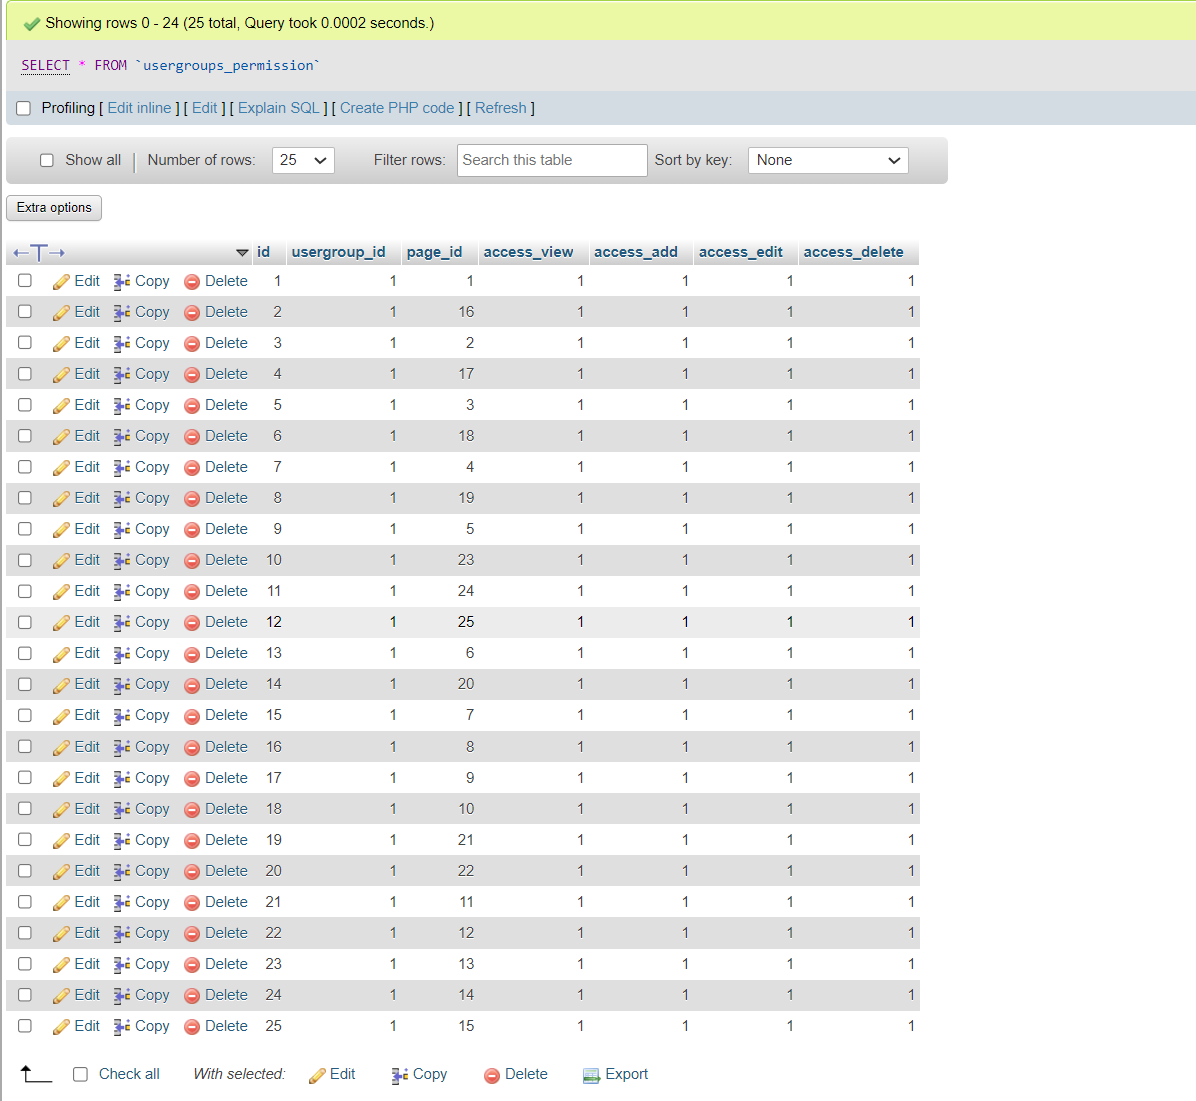 Showing rows 0 - 24 (25 total, Query took 0.0002 seconds.)
SELECT * FROM `usergroups_permission`
Profiling [ Edit inline ] [ Edit ] [ Explain SQL ] [ Create PHP code ] [ Refresh ]
Show all Number of rows: 25 Filter rows: Search this table Sort by key: None
Extra options
id usergroup_id page_id access_view access_add access_edit access_delete
Edit Copy Delete 1 1 1 1 1 1 1
Edit Copy Delete 2 1 16 1 1 1 1
Edit Copy Delete 3 1 2 1 1 1 1
Edit Copy Delete 4 1 17 1 1 1 1
Edit Copy Delete 5 1 3 1 1 1 1
Edit Copy Delete 6 1 18 1 1 1 1
Edit Copy Delete 7 1 4 1 1 1 1
Edit Copy Delete 8 1 19 1 1 1 1
Edit Copy Delete 9 1 5 1 1 1 1
Edit Copy Delete 10 1 23 1 1 1 1
Edit Copy Delete 11 1 24 1 1 1 1
Edit Copy Delete 12 1 25 1 1 1 1
Edit Copy Delete 13 1 6 1 1 1 1
Edit Copy Delete 14 1 20 1 1 1 1
Edit Copy Delete 15 1 7 1 1 1 1
Edit Copy Delete 16 1 8 1 1 1 1
Edit Copy Delete 17 1 9 1 1 1 1
Edit Copy Delete 18 1 10 1 1 1 1
Edit Copy Delete 19 1 21 1 1 1 1
Edit Copy Delete 20 1 22 1 1 1 1
Edit Copy Delete 21 1 11 1 1 1 1
Edit Copy Delete 22 1 12 1 1 1 1
Edit Copy Delete 23 1 13 1 1 1 1
Edit Copy Delete 24 1 14 1 1 1 1
Edit Copy Delete 25 1 15 1 1 1 1
Check all With selected: Edit Copy Delete Export